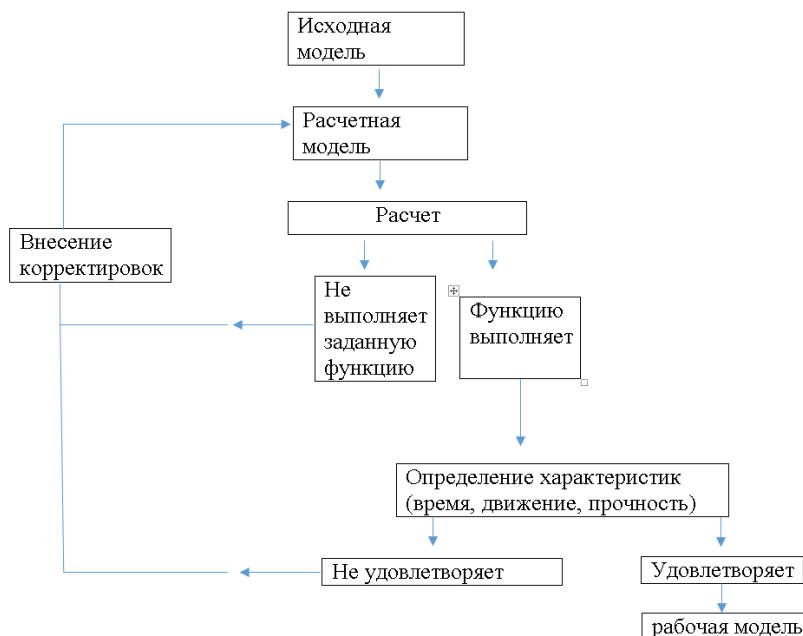 Исходная
модель
Расчетная
модель
Расчет
Внесение
корректировок
Не
выполняет
заданную
функцию
Функцию
выполняет
Определение характеристик
(время, движение, прочность)
Не удовлетворяет
Удовлетворяет
рабочая модель